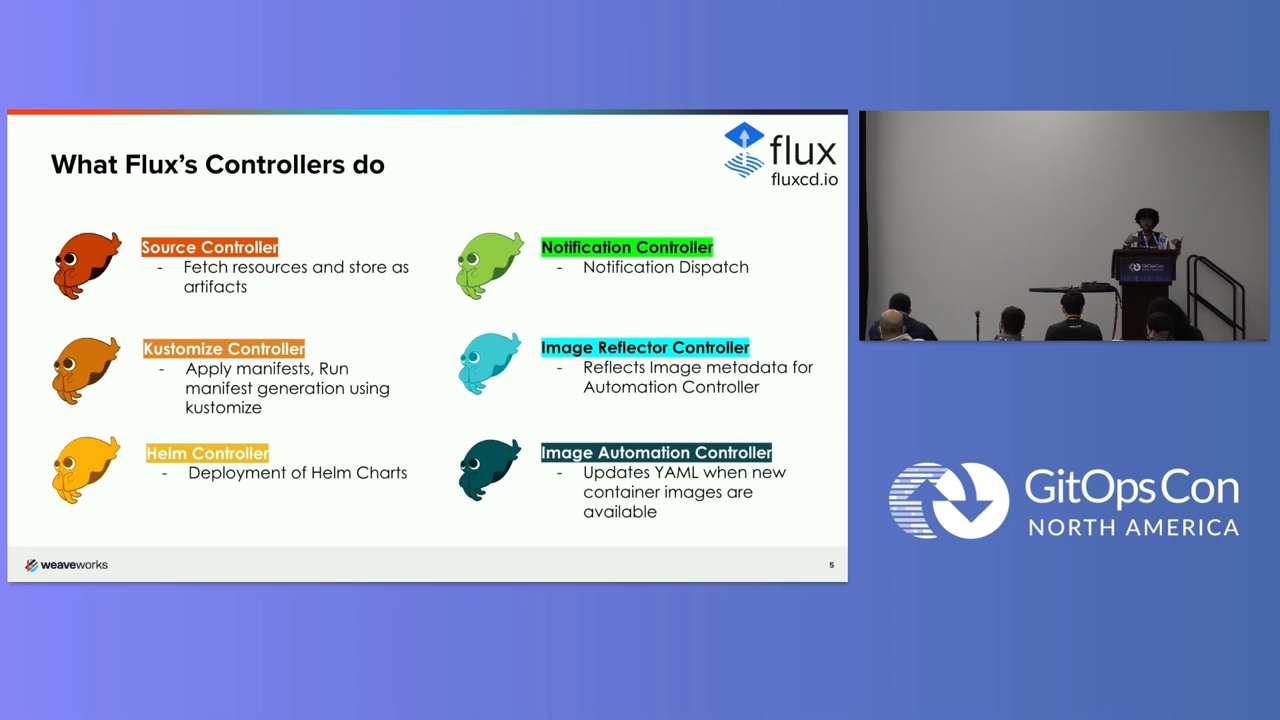 What Flux's Controllers do
flux
fluxcd.io
Source Controller
- Fetch resources and store as
artifacts
Kustomize Controller
- Apply manifests, Run
manifest generation using
kustomize
Helm Controller
- Deployment of Helm Charts
Notification Controller
- Notification Dispatch
Image Reflector Controller
- Reflects Image metadata for
Automation Controller
Image Automation Controller
- Updates YAML when new
container images are
available
weaveworks
5
GitOpsCon
GitOpsCon
NORTH AMERICA